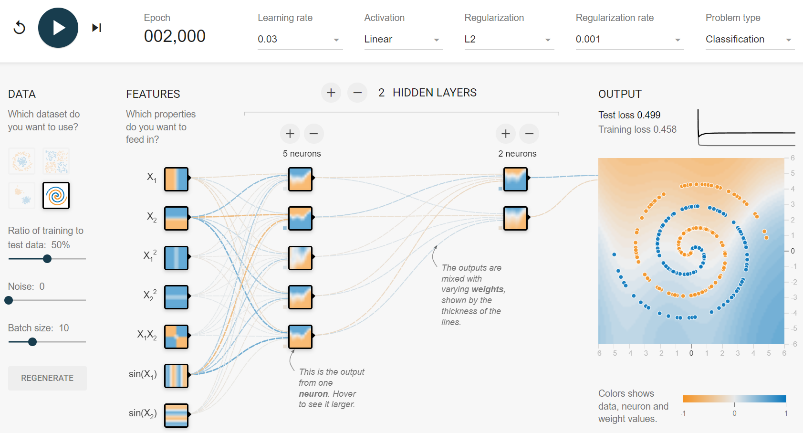 Epoch
002,000
Learning rate
0.03
Activation
Linear
Regularization
L2
Regularization rate
0.001
Problem type
Classification
DATA
Which dataset do
you want to use?
Ratio of training to
test data: 50%
Noise: 0
Batch size: 10
REGENERATE
FEATURES
Which properties
do you want to
feed in?
X₁
X₂
X₁²
X₂²
X₁X₂
sin(X₁)
sin(X₂)
+ − 2 HIDDEN LAYERS
+ −
5 neurons
+ −
2 neurons
This is the output
from one
neuron. Hover
to see it larger.
The outputs are
mixed with
varying weights,
shown by the
thickness of the
lines.
OUTPUT
Test loss 0.499
Training loss 0.458
6
5
4
3
2
1
0
1
2
3
4
5
6
6 5 4 3 2 1 0 1 2 3 4 5 6
Colors shows
data, neuron and
weight values.
1 0 1